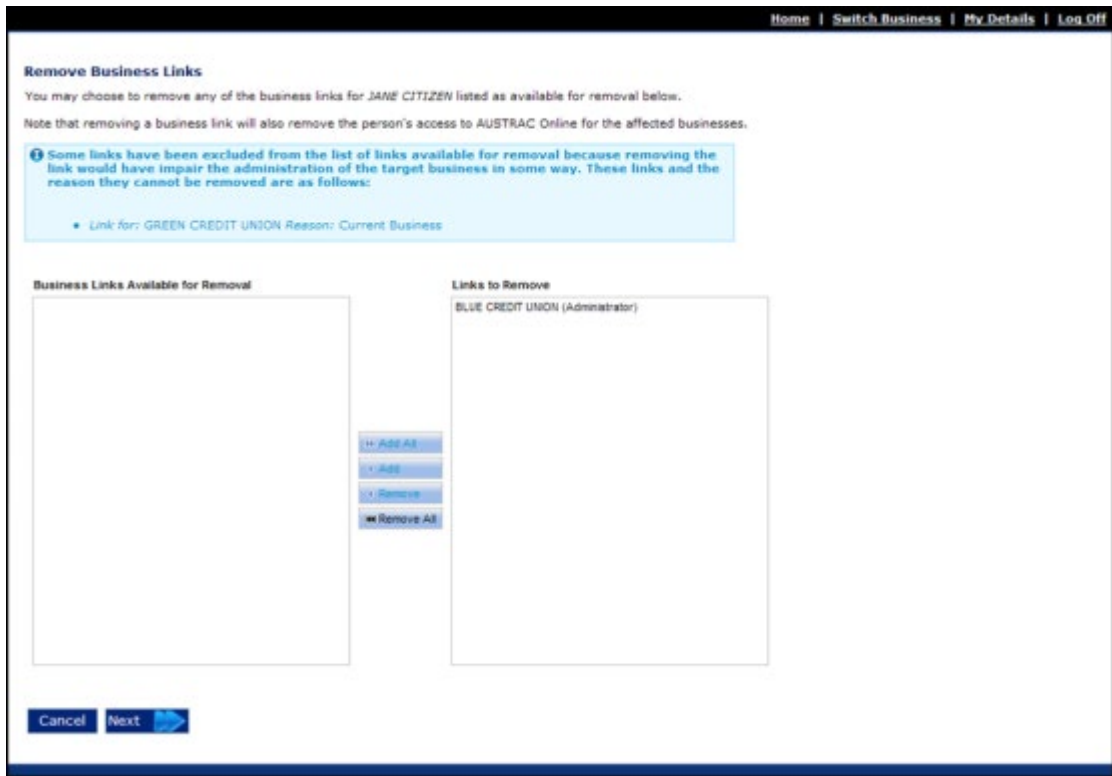 Home | Switch Business | My Details | Log Off
Remove Business Links
You may choose to remove any of the business links for JANE CITIZEN listed as available for removal below.
Note that removing a business link will also remove the person's access to AUSTRAC Online for the affected businesses.
Some links have been excluded from the list of links available for removal because removing the
link would have impair the administration of the target business in some way. These links and the
reason they cannot be removed are as follows:
• Link for: GREEN CREDIT UNION Reason: Current Business
Business Links Available for Removal
Links to Remove
BLUE CREDIT UNION (Administrator)
Add All
Add
Remove
Remove All
Cancel
Next